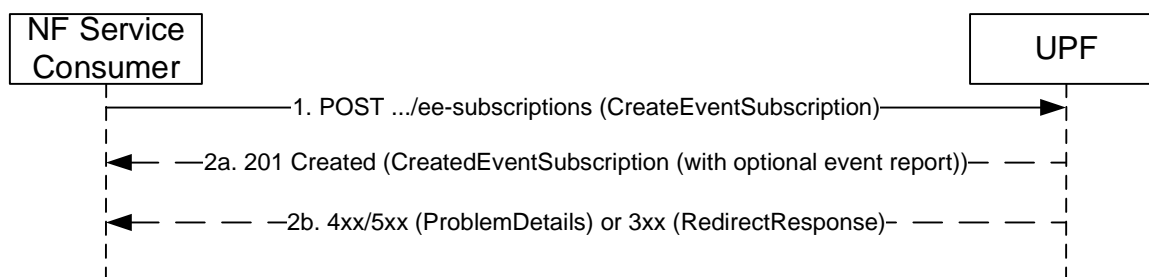 NF Service
Consumer
UPF
1. POST .../ee-subscriptions (CreateEventSubscription)
2a. 201 Created (CreatedEventSubscription (with optional event report))
2b. 4xx/5xx (ProblemDetails) or 3xx (RedirectResponse)